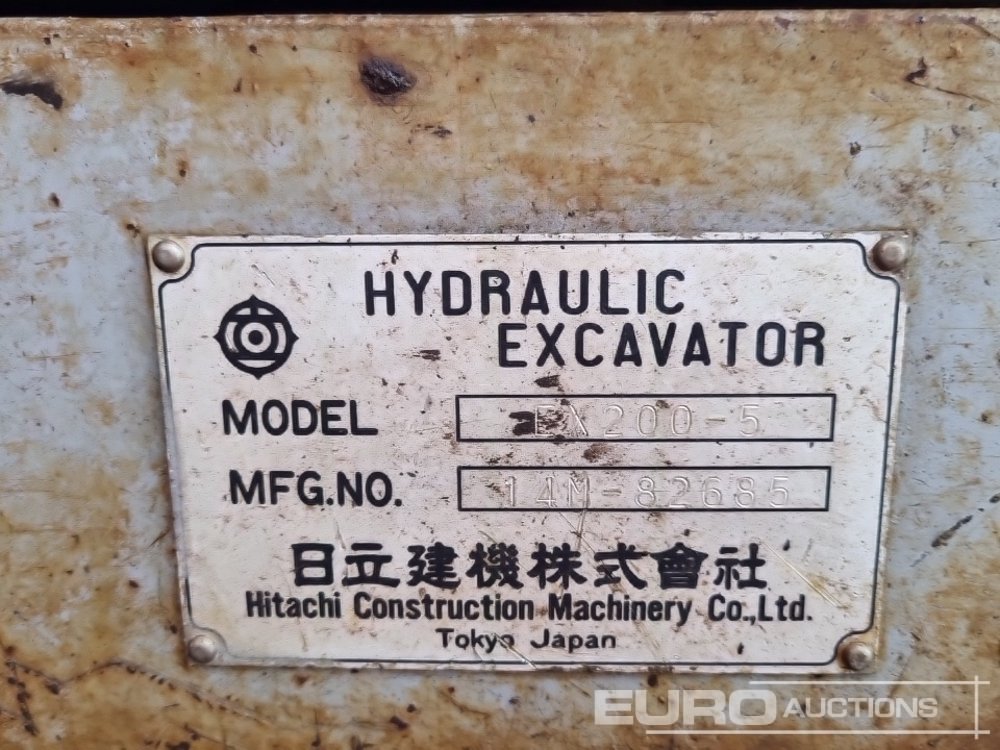 HYDRAULIC
EXCAVATOR
MODEL EX200-5
MFG.NO. 14M-82685
日立建機株式會社
Hitachi Construction Machinery Co.,Ltd.
Tokyo Japan
EURO AUCTIONS